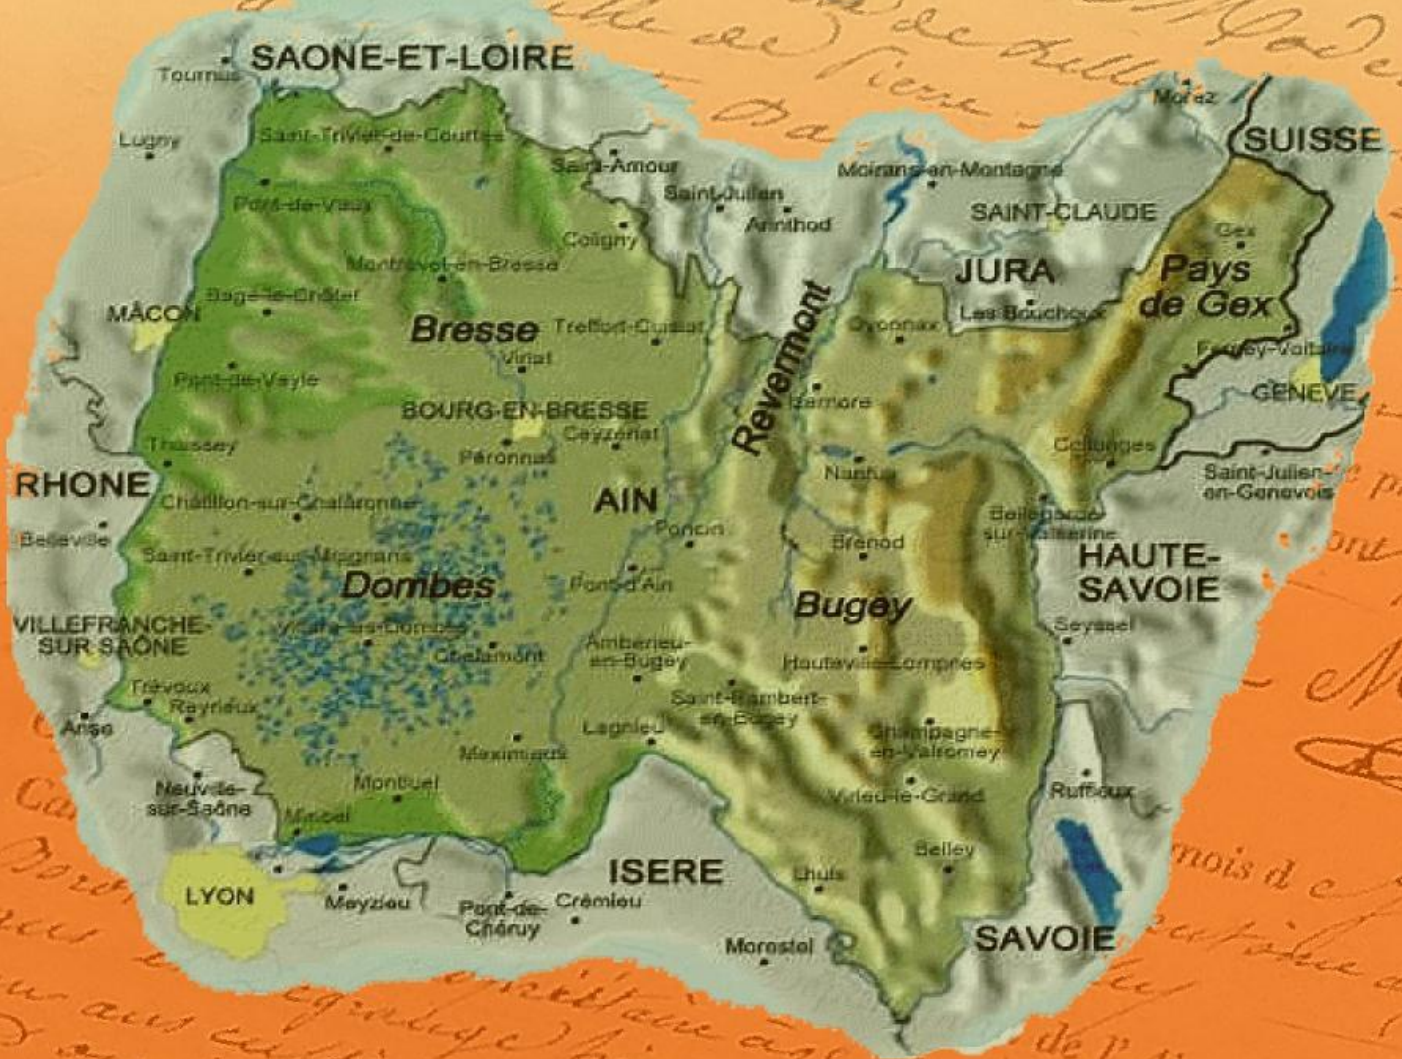 SAONE-ET-LOIRE
Tournus
Morez
SUISSE
Lugny
Saint-Trivier-de-Courtes
Saint-Amour
Moirans-en-Montagne
Saint-Julien
Pont-de-Vaux
SAINT-CLAUDE
Arinthod
Coligny
Gex
Montrevel-en-Bresse
JURA
Pays
de Gex
Bagé-le-Châtel
MÂCON
Les Bouchoux
Bresse
Treffort-Cuisiat
Revermont
Oyonnax
Ferney-Voltaire
Viriat
Pont-de-Veyle
GENEVE
Izernore
BOURG-EN-BRESSE
Ceyzériat
Thoissey
Péronnas
Collonges
Nantua
Saint-Julien-
en-Genevois
RHONE
Châtillon-sur-Chalaronne
AIN
Bellegarde-
sur-Valserine
Belleville
Poncin
Brénod
Saint-Trivier-sur-Moignans
HAUTE-
SAVOIE
Dombes
Pont-d'Ain
Bugey
VILLEFRANCHE-
SUR SAÔNE
Villars-les-Dombes
Seyssel
Chalamont
Ambérieu-
en-Bugey
Hauteville-Lompnes
Trévoux
Reyrieux
Saint-Rambert-
en-Bugey
Anse
Lagnieu
Champagne-
en-Valromey
Meximieux
Montluel
Neuville-
sur-Saône
Virieu-le-Grand
Ruffieux
Miribel
Belley
ISERE
Lhuis
LYON
Meyzieu
Pont-de-
Chéruy
Crémieu
Morestel
SAVOIE